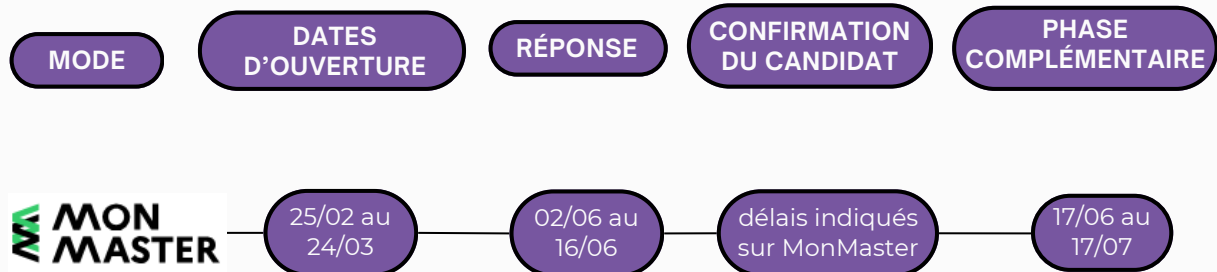 MODE
DATES
D'OUVERTURE
RÉPONSE
CONFIRMATION
DU CANDIDAT
PHASE
COMPLÉMENTAIRE
MON
MASTER
25/02 au
24/03
02/06 au
16/06
délais indiqués
sur MonMaster
17/06 au
17/07